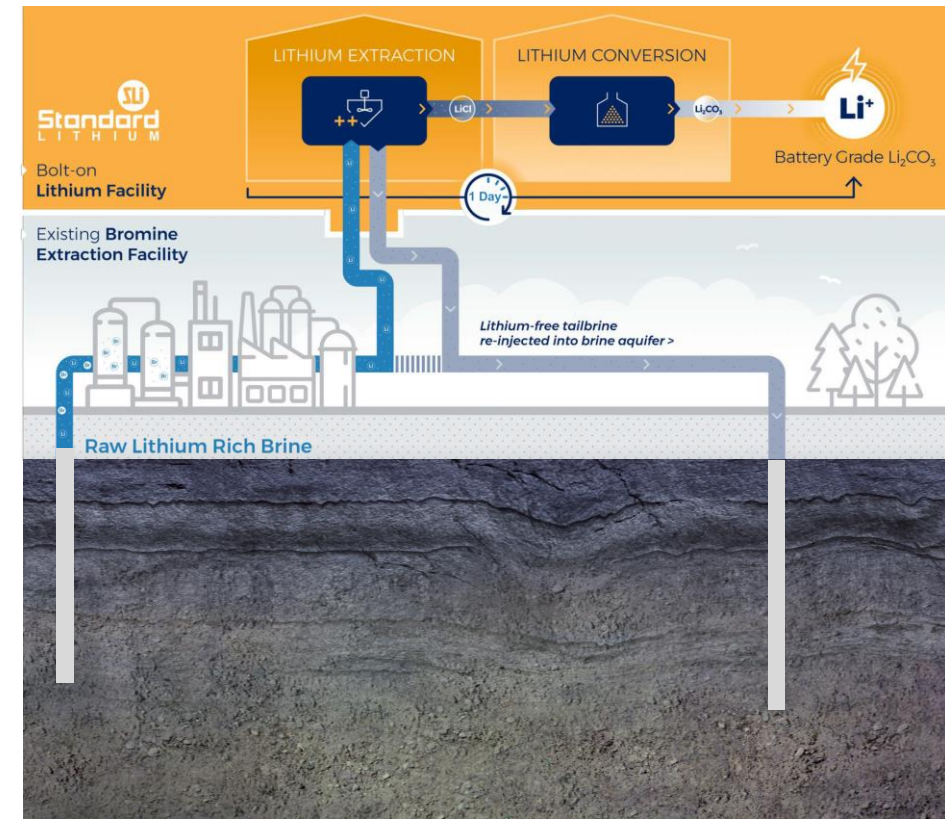 LITHIUM EXTRACTION
LITHIUM CONVERSION
SLi
Standard
LITHIUM
++
LiCl
Li₂CO₃
Li⁺
Battery Grade Li₂CO₃
Bolt-on
Lithium Facility
1 Day
Existing Bromine
Extraction Facility
Lithium-free tailbrine
re-injected into brine aquifer >
Raw Lithium Rich Brine